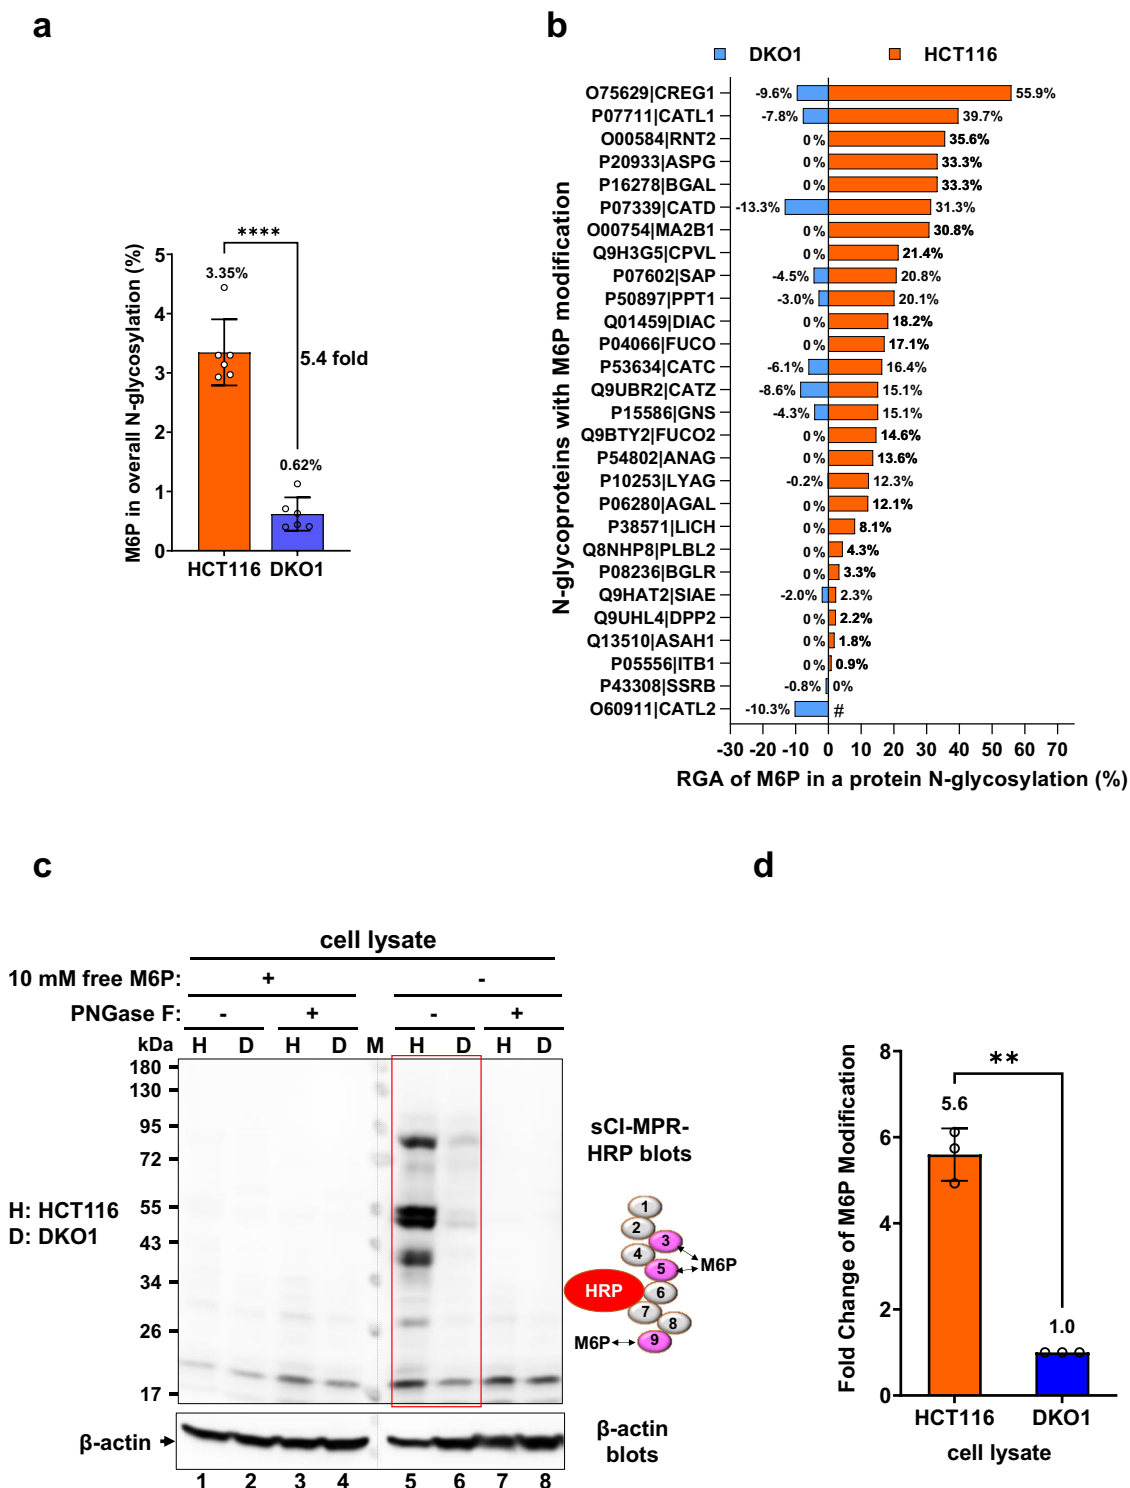 a
M6P in overall N-glycosylation (%)
5
4
3
2
1
0
****
3.35%
5.4 fold
0.62%
HCT116 DKO1
b
DKO1 HCT116
N-glycoproteins with M6P modification
O75629|CREG1 -9.6% 55.9%
P07711|CATL1 -7.8% 39.7%
O00584|RNT2 0% 35.6%
P20933|ASPG 0% 33.3%
P16278|BGAL 0% 33.3%
P07339|CATD -13.3% 31.3%
O00754|MA2B1 0% 30.8%
Q9H3G5|CPVL 0% 21.4%
P07602|SAP -4.5% 20.8%
P50897|PPT1 -3.0% 20.1%
Q01459|DIAC 0% 18.2%
P04066|FUCO 0% 17.1%
P53634|CATC -6.1% 16.4%
Q9UBR2|CATZ -8.6% 15.1%
P15586|GNS -4.3% 15.1%
Q9BTY2|FUCO2 0% 14.6%
P54802|ANAG 0% 13.6%
P10253|LYAG -0.2% 12.3%
P06280|AGAL 0% 12.1%
P38571|LICH 0% 8.1%
Q8NHP8|PLBL2 0% 4.3%
P08236|BGLR 0% 3.3%
Q9HAT2|SIAE -2.0% 2.3%
Q9UHL4|DPP2 0% 2.2%
Q13510|ASAH1 0% 1.8%
P05556|ITB1 0% 0.9%
P43308|SSRB -0.8% 0%
O60911|CATL2 -10.3% #
-30 -20 -10 0 10 20 30 40 50 60 70
RGA of M6P in a protein N-glycosylation (%)
c
cell lysate
10 mM free M6P: + -
PNGase F: - + - +
kDa H D H D M H D H D
180
130
95
72
55
43
34
26
17
H: HCT116
D: DKO1
sCI-MPR-
HRP blots
1
2
3
4
5
6
7
8
9
M6P
HRP
M6P
β-actin
β-actin
blots
1 2 3 4 5 6 7 8
d
Fold Change of M6P Modification
8
6
4
2
0
**
5.6
1.0
HCT116 DKO1
cell lysate